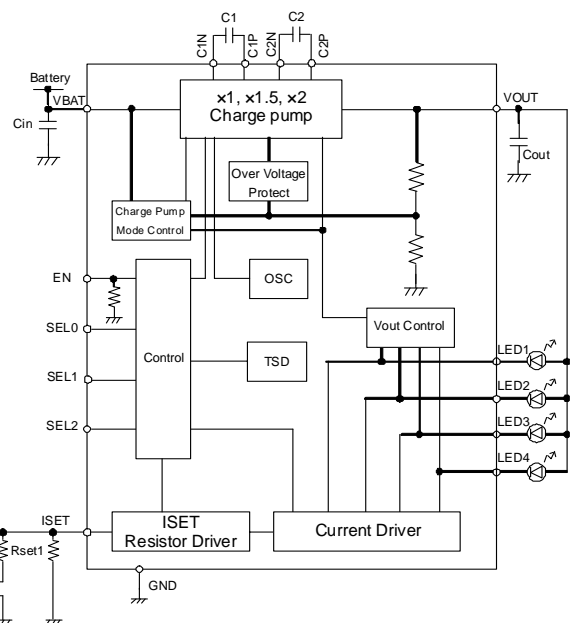 C1
C2
C1N
C1P
C2N
C2P
Battery
VBAT
×1, ×1.5, ×2
Charge pump
VOUT
Cin
Cout
Over Voltage
Protect
Charge Pump
Mode Control
EN
OSC
SEL0
Vout Control
Control
TSD
LED1
SEL1
LED2
SEL2
LED3
LED4
ISET
ISET
Resistor Driver
Current Driver
Rset1
GND